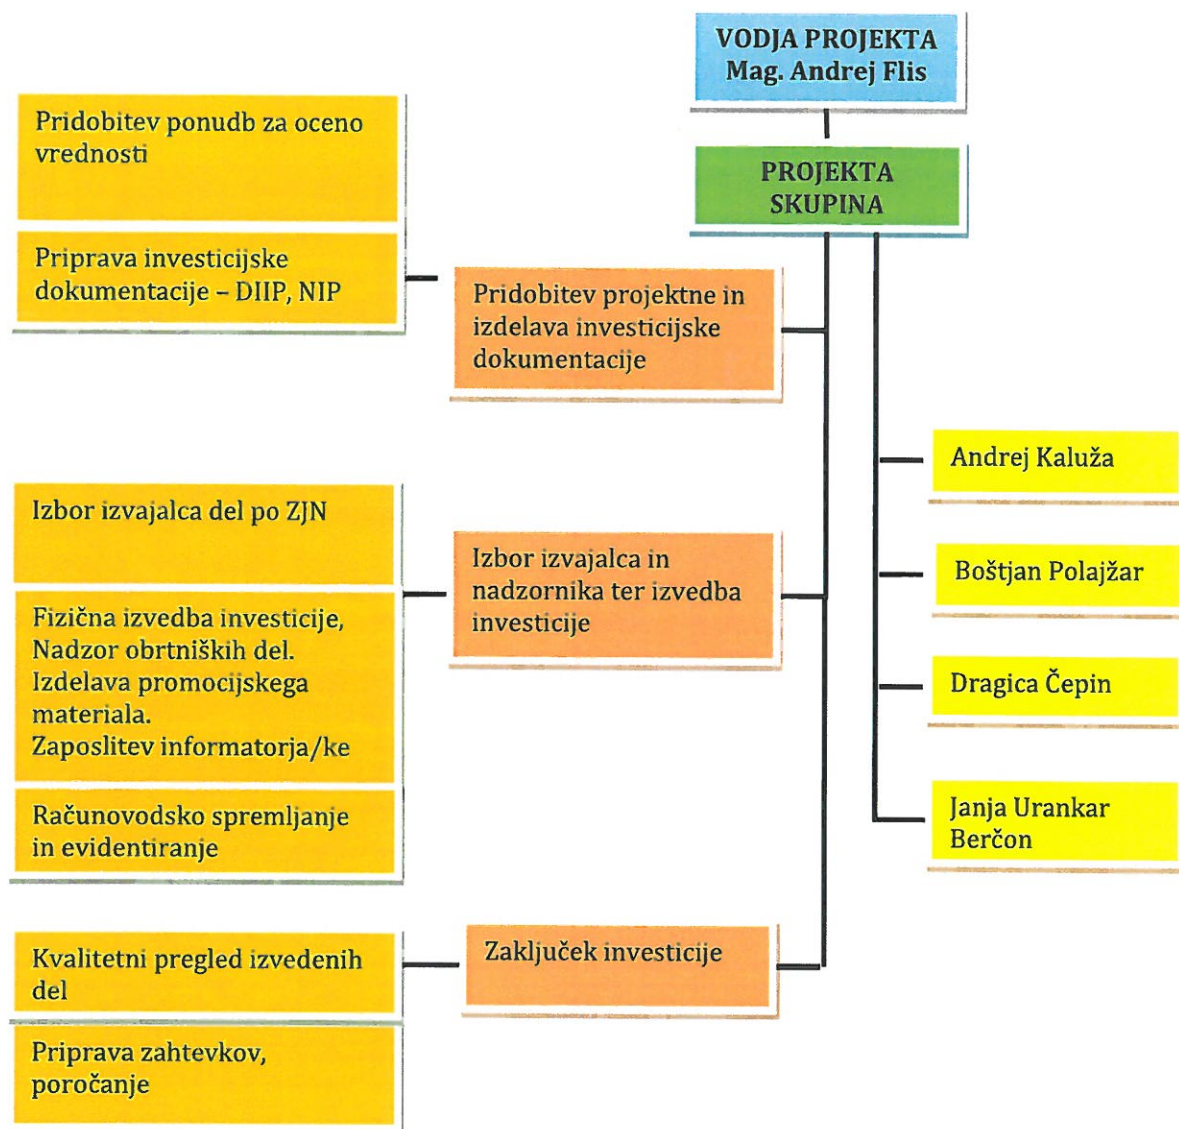 VODJA PROJEKTA
Mag. Andrej Flis
PROJEKTA
SKUPINA
Pridobitev ponudb za oceno
vrednosti
Priprava investicijske
dokumentacije – DIIP, NIP
Pridobitev projektne in
izdelava investicijske
dokumentacije
Izbor izvajalca del po ZJN
Fizična izvedba investicije,
Nadzor obrtniških del.
Izdelava promocijskega
materiala.
Zaposlitev informatorja/ke
Računovodsko spremljanje
in evidentiranje
Izbor izvajalca in
nadzornika ter izvedba
investicije
Kvalitetni pregled izvedenih
del
Priprava zahtevkov,
poročanje
Zaključek investicije
Andrej Kaluža
Boštjan Polajžar
Dragica Čepin
Janja Urankar
Berčon